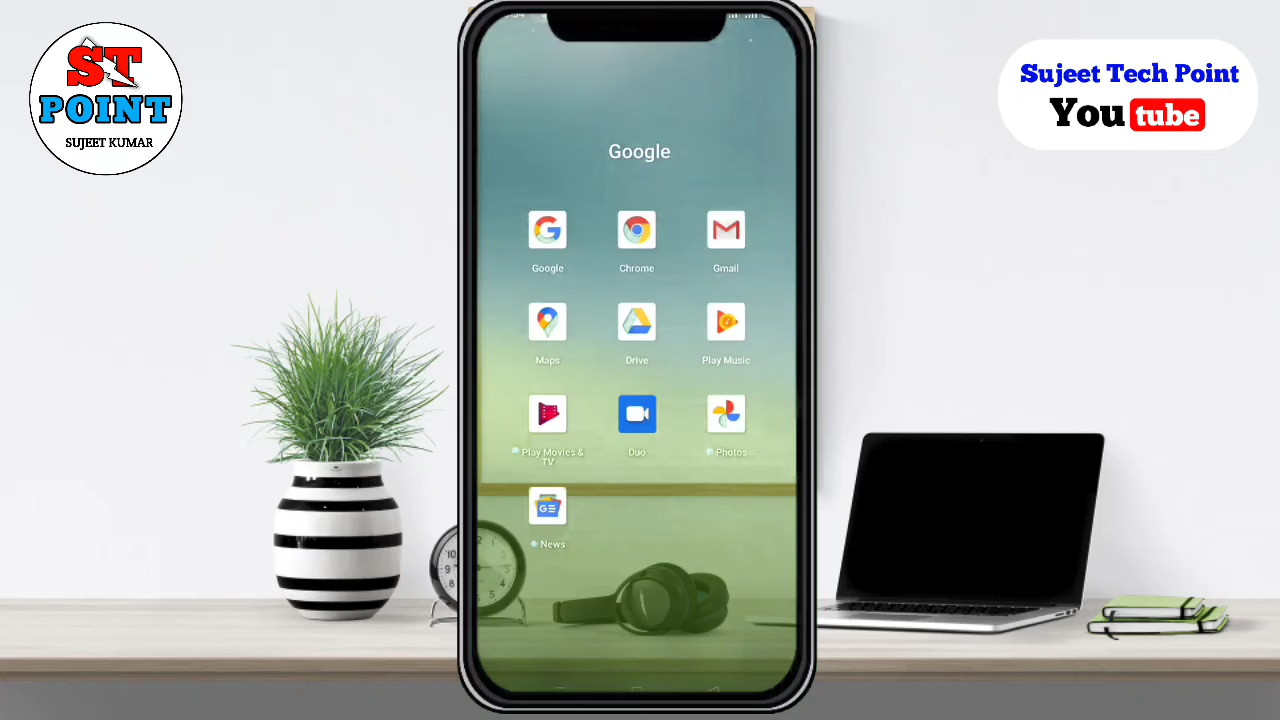 ST
POINT
SUJEET KUMAR
Sujeet Tech Point
You tube
Google
Google
Chrome
Gmail
Maps
Drive
Play Music
Play Movies &
TV
Duo
Photos
GE
News